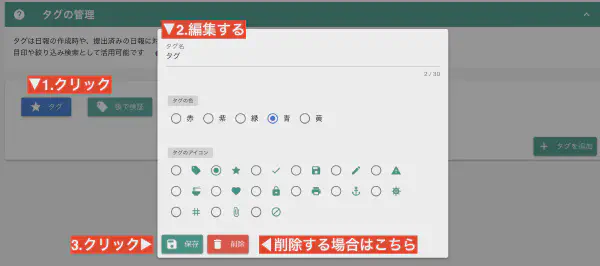 タグの管理
タグは日報の作成時や、提出済みの日報に
目印や絞り込み検索として活用可能です
▼1.クリック
タグ
後で検証
タグを追加
▼2.編集する
タグ名
タグ
2 / 30
タグの色
赤 紫 緑 青 黄
タグのアイコン
3.クリック▶
保存
削除
◀削除する場合はこちら